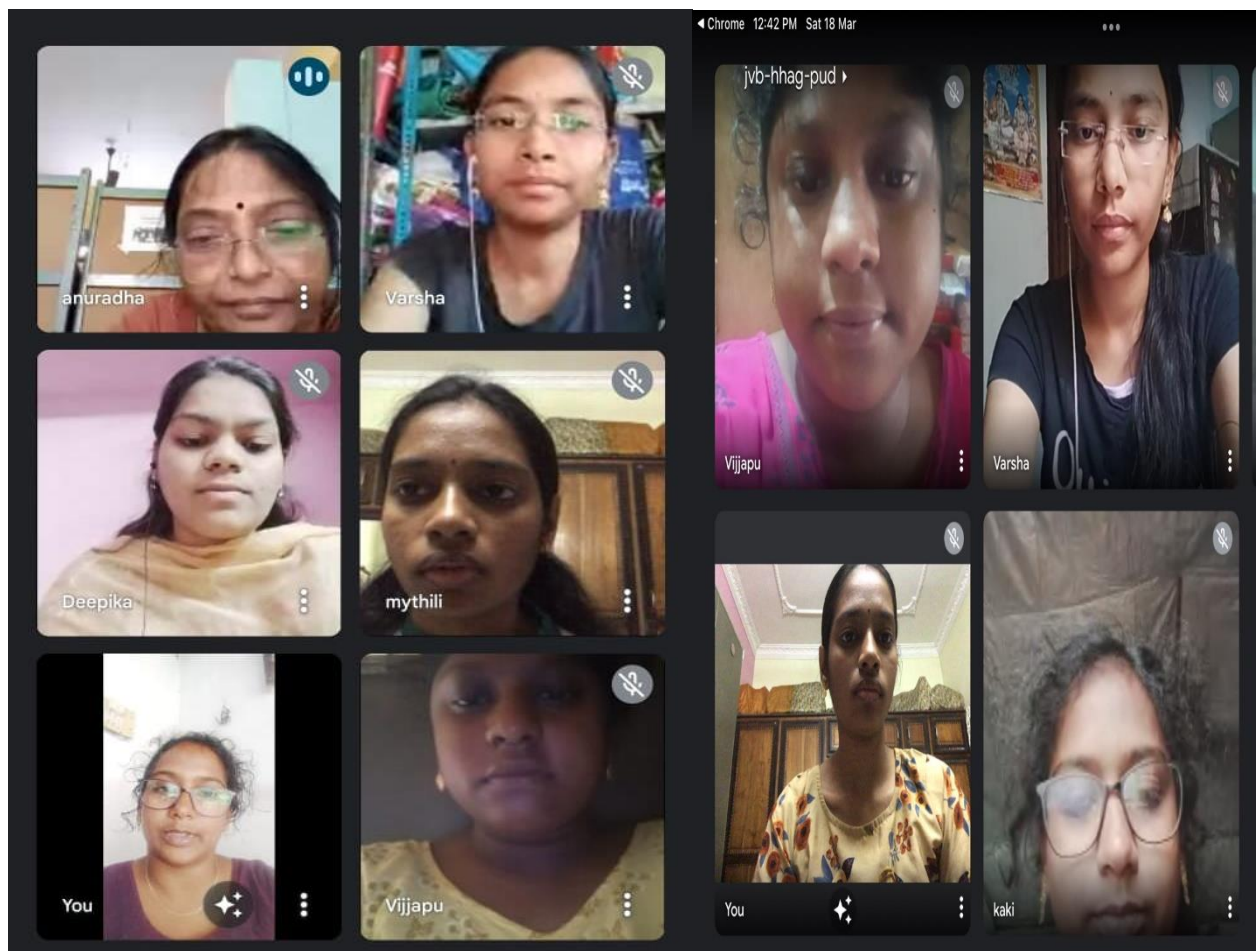 anuradha
Varsha
Deepika
mythili
You
Vijjapu
Chrome 12:42 PM Sat 18 Mar
jvb-hhag-pud
Vijjapu
Varsha
You
kaki